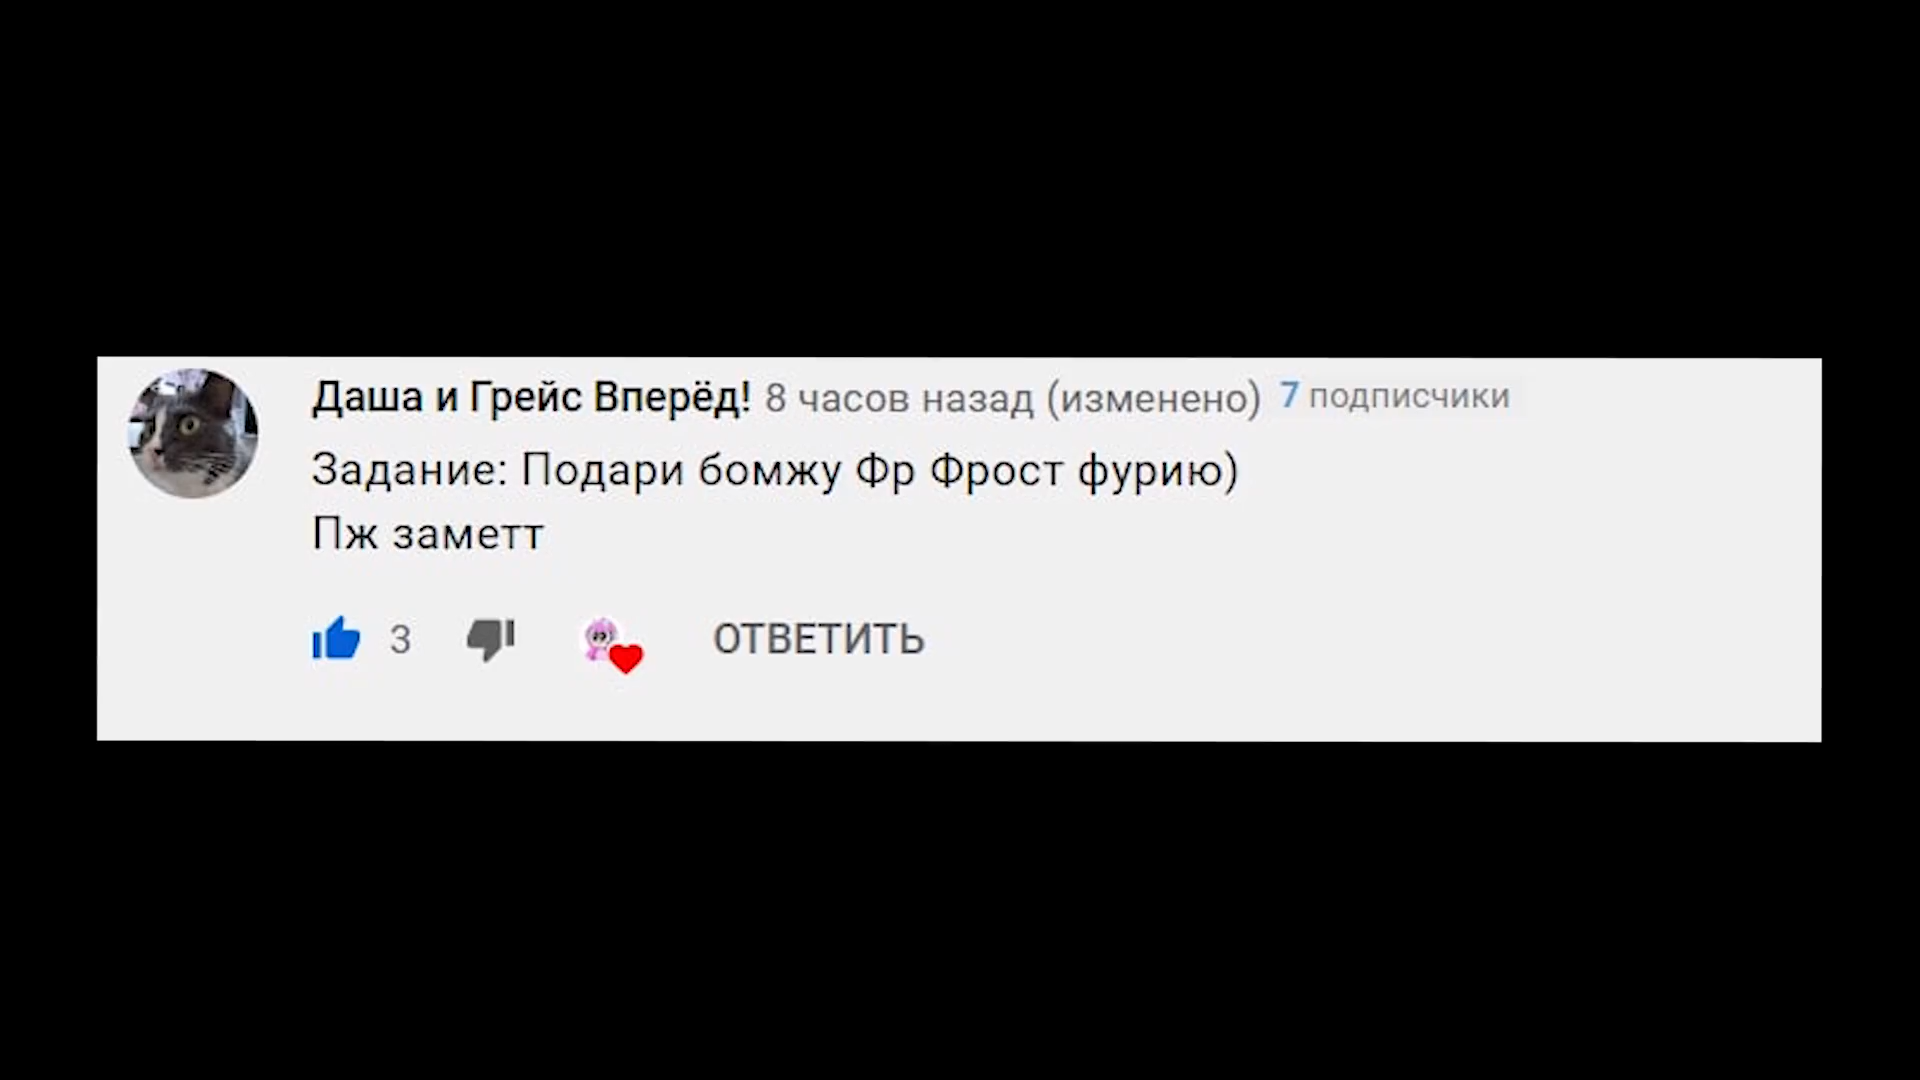 Даша и Грейс Вперёд! 8 часов назад (изменено) 7 подписчики
Задание: Подари бомжу Фр Фрост фурию)
Пж заметт
3 ОТВЕТИТЬ